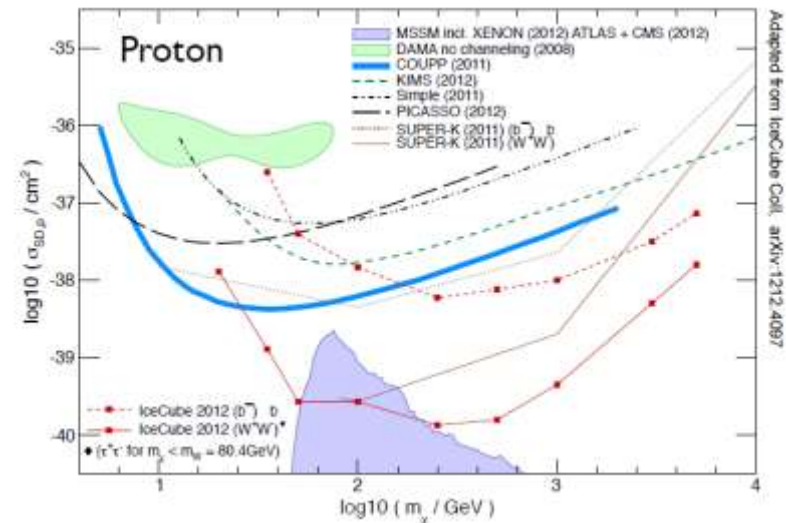 Proton
MSSM incl. XENON (2012) ATLAS + CMS (2012)
DAMA no channeling (2008)
COUPP (2011)
KIMS (2012)
Simple (2011)
PICASSO (2012)
SUPER-K (2011) (b‾) b
SUPER-K (2011) (W⁺W⁻)
-35
-36
-37
-38
-39
-40
log10 ( σSD,p / cm² )
IceCube 2012 (b‾) b
IceCube 2012 (W⁺W⁻)♦
♦ (τ⁺τ⁻ for mχ < mW = 80.4GeV)
1 2 3 4
log10 ( mχ / GeV )
Adapted from IceCube Coll, arXiv:1212.4097